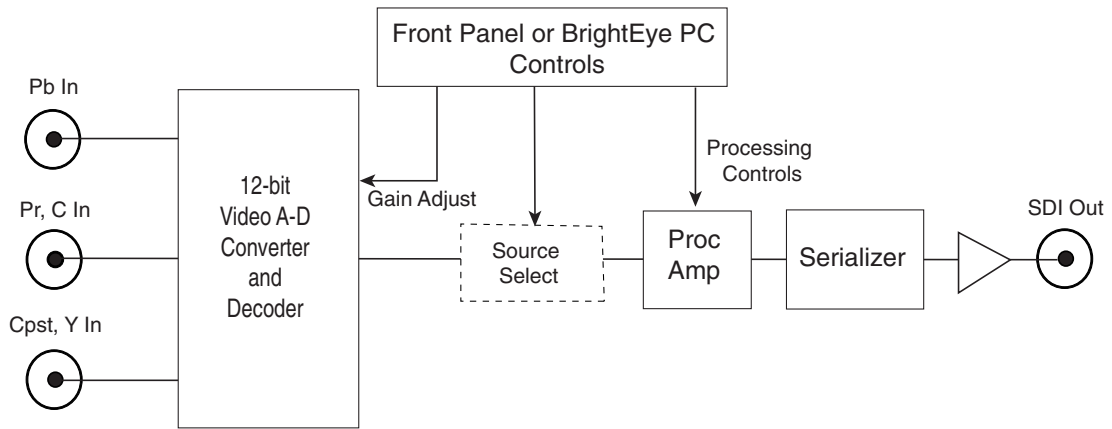 Front Panel or BrightEye PC
Controls
Pb In
Pr, C In
Cpst, Y In
12-bit
Video A-D
Converter
and
Decoder
Gain Adjust
Source
Select
Processing
Controls
Proc
Amp
Serializer
SDI Out